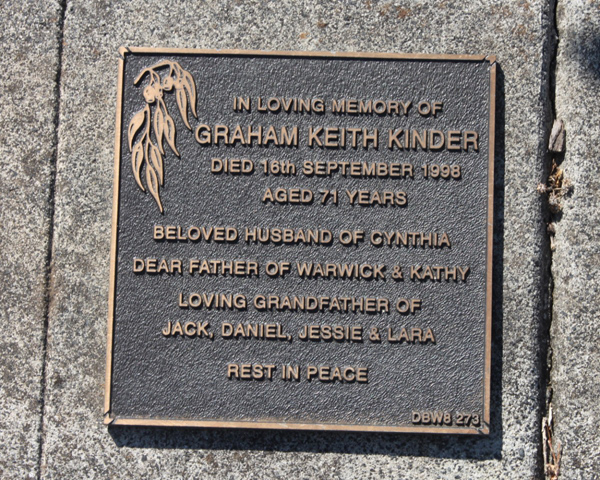 IN LOVING MEMORY OF
GRAHAM KEITH KINDER
DIED 16th SEPTEMBER 1998
AGED 71 YEARS
BELOVED HUSBAND OF CYNTHIA
DEAR FATHER OF WARWICK & KATHY
LOVING GRANDFATHER OF
JACK, DANIEL, JESSIE & LARA
REST IN PEACE
DBW8 273